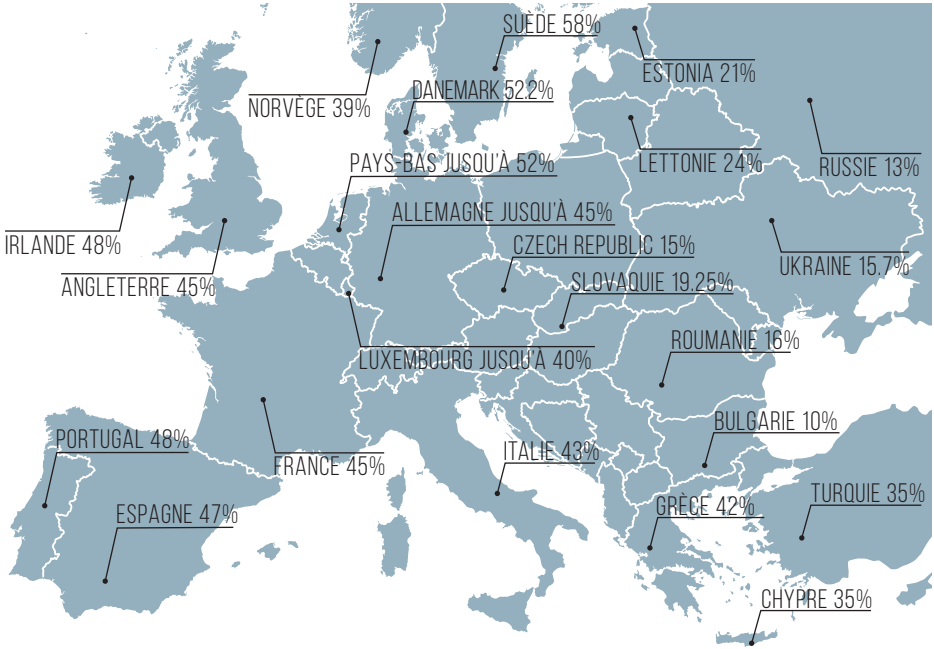 SUÈDE 58%
ESTONIA 21%
DANEMARK 52.2%
NORVÈGE 39%
PAYS-BAS JUSQU'À 52%
LETTONIE 24%
RUSSIE 13%
ALLEMAGNE JUSQU'À 45%
IRLANDE 48%
CZECH REPUBLIC 15%
UKRAINE 15.7%
ANGLETERRE 45%
SLOVAQUIE 19.25%
ROUMANIE 16%
LUXEMBOURG JUSQU'À 40%
BULGARIE 10%
PORTUGAL 48%
ITALIE 43%
FRANCE 45%
TURQUIE 35%
GRÈCE 42%
ESPAGNE 47%
CHYPRE 35%